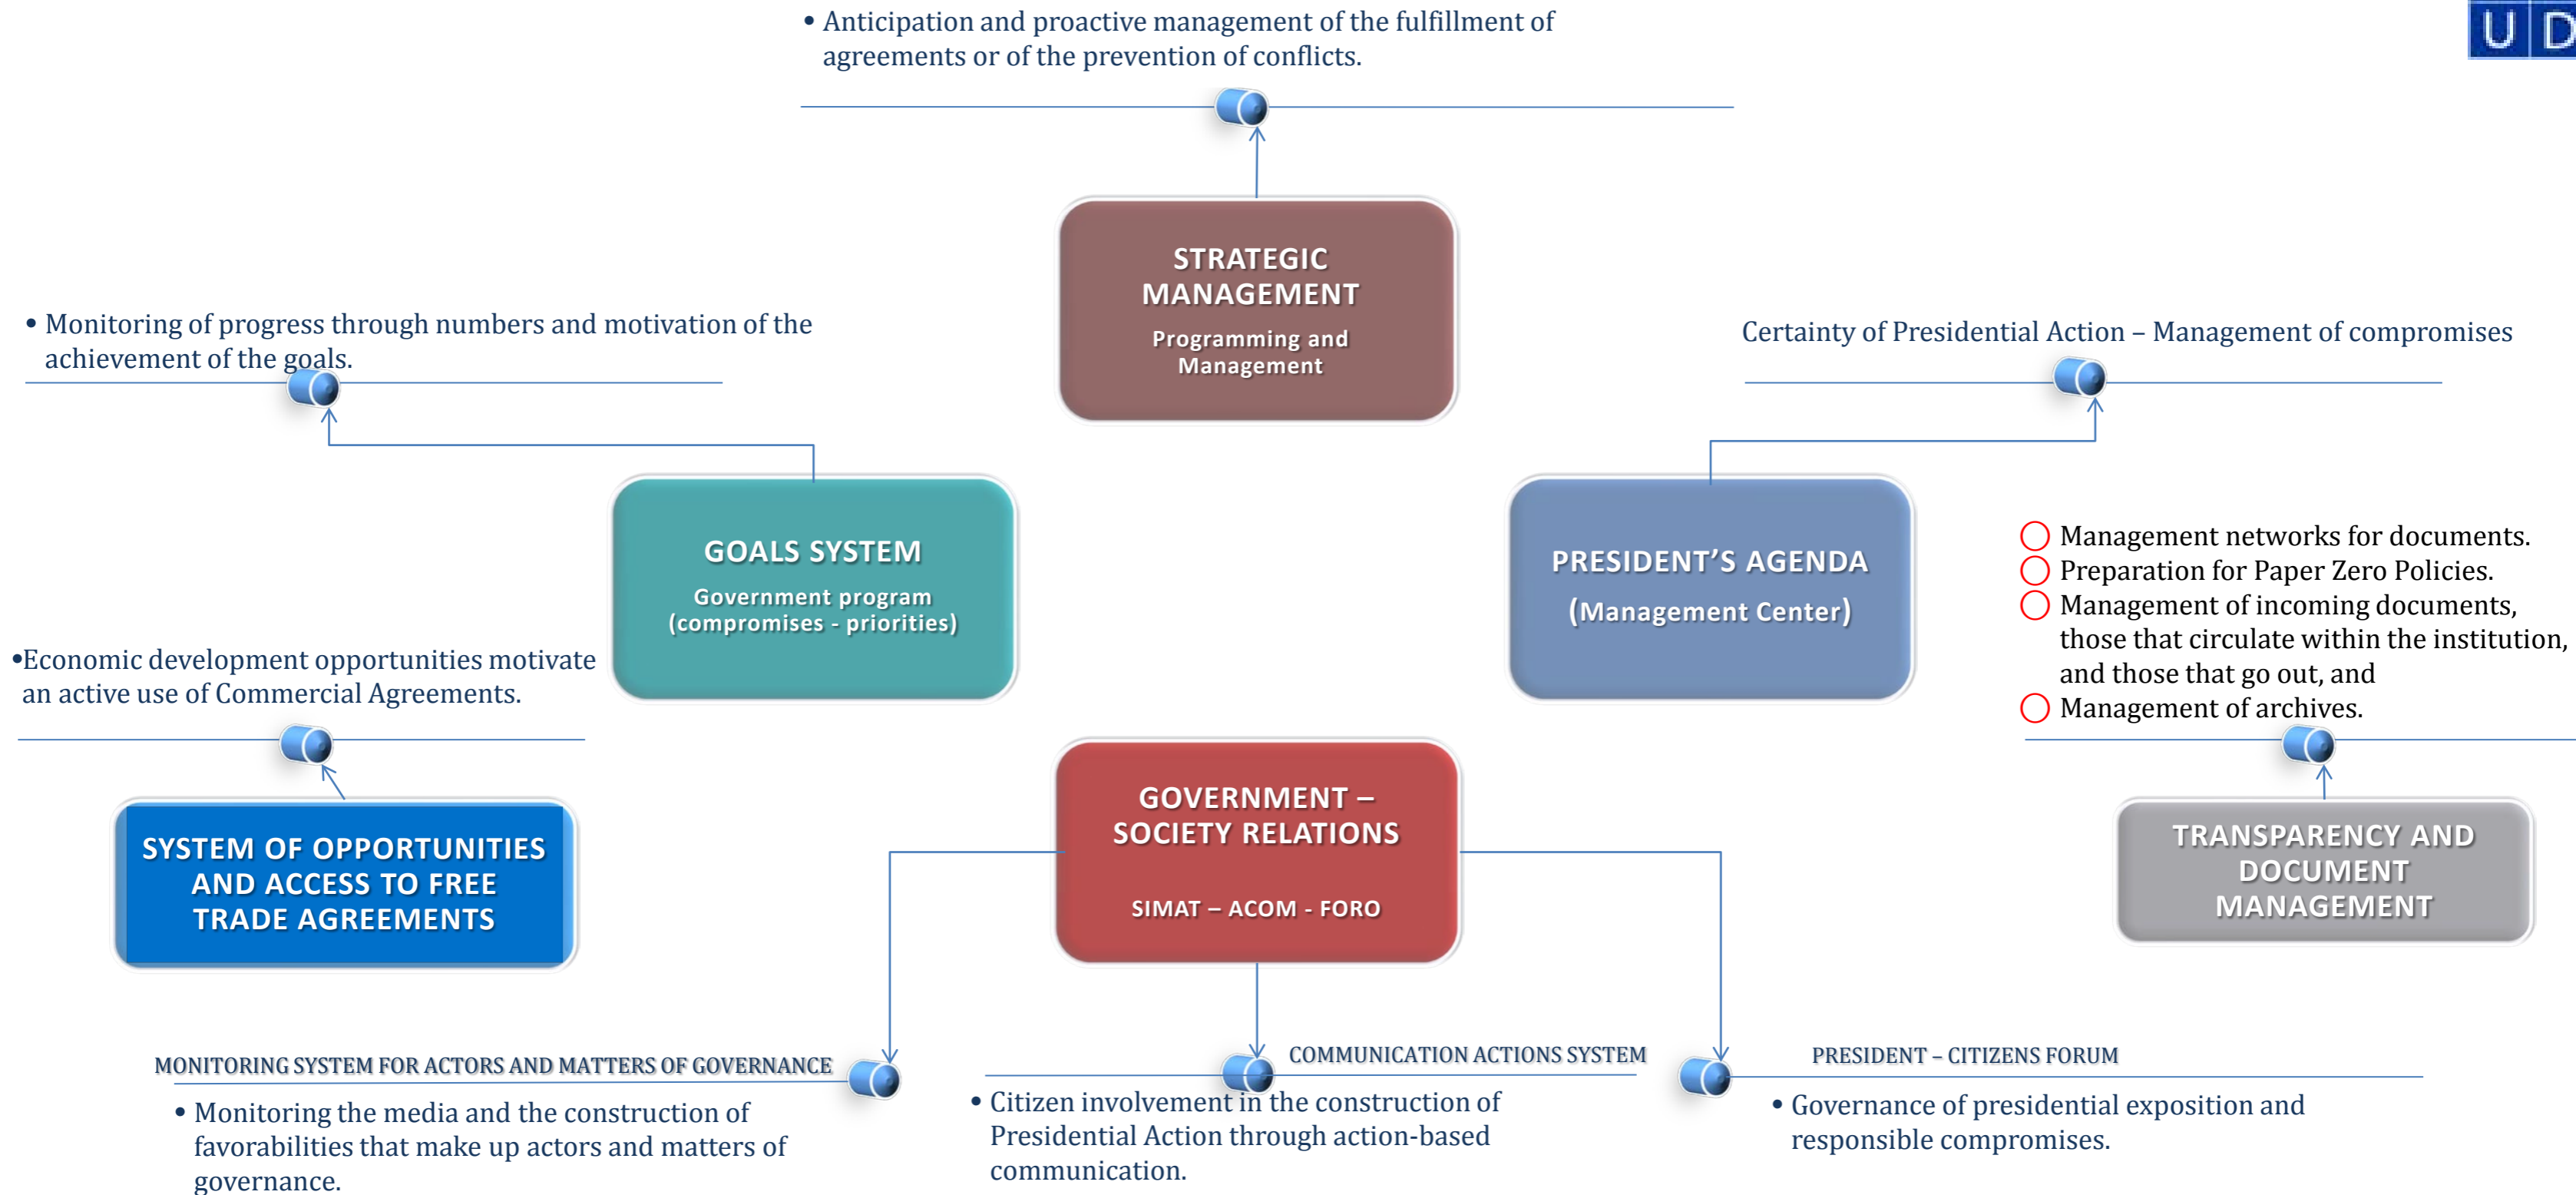 • Anticipation and proactive management of the fulfillment of
agreements or of the prevention of conflicts.
U D
STRATEGIC
MANAGEMENT
Programming and
Management
• Monitoring of progress through numbers and motivation of the
achievement of the goals.
Certainty of Presidential Action – Management of compromises
GOALS SYSTEM
Government program
(compromises - priorities)
PRESIDENT’S AGENDA
(Management Center)
Management networks for documents.
Preparation for Paper Zero Policies.
Management of incoming documents,
those that circulate within the institution,
and those that go out, and
Management of archives.
•Economic development opportunities motivate
an active use of Commercial Agreements.
SYSTEM OF OPPORTUNITIES
AND ACCESS TO FREE
TRADE AGREEMENTS
GOVERNMENT –
SOCIETY RELATIONS
SIMAT – ACOM - FORO
TRANSPARENCY AND
DOCUMENT
MANAGEMENT
MONITORING SYSTEM FOR ACTORS AND MATTERS OF GOVERNANCE
• Monitoring the media and the construction of
favorabilities that make up actors and matters of
governance.
COMMUNICATION ACTIONS SYSTEM
• Citizen involvement in the construction of
Presidential Action through action-based
communication.
PRESIDENT – CITIZENS FORUM
• Governance of presidential exposition and
responsible compromises.